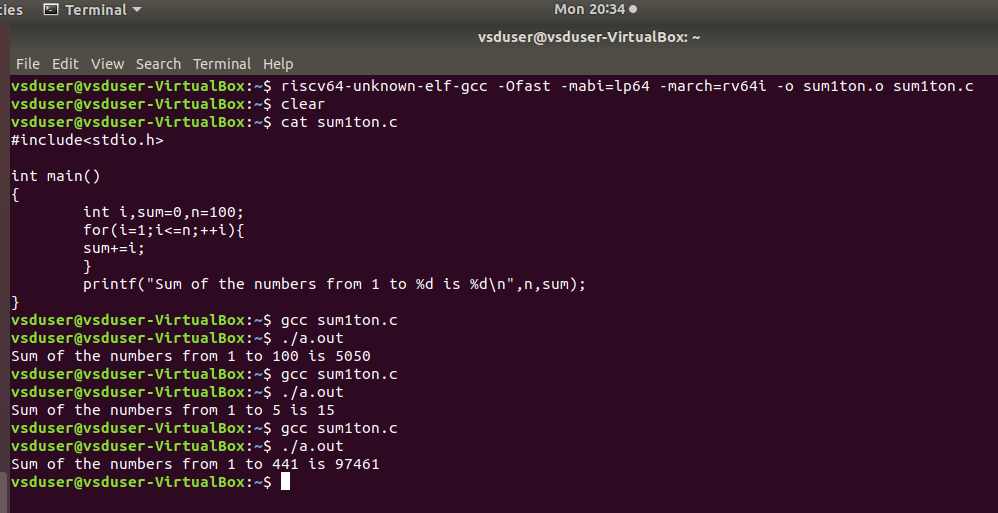 ies Terminal Mon 20:34
vsduser@vsduser-VirtualBox: ~
File Edit View Search Terminal Help
vsduser@vsduser-VirtualBox:~$ riscv64-unknown-elf-gcc -Ofast -mabi=lp64 -march=rv64i -o sum1ton.o sum1ton.c
vsduser@vsduser-VirtualBox:~$ clear
vsduser@vsduser-VirtualBox:~$ cat sum1ton.c
#include<stdio.h>
int main()
{
        int i,sum=0,n=100;
        for(i=1;i<=n;++i){
        sum+=i;
        }
        printf("Sum of the numbers from 1 to %d is %d\n",n,sum);
}
vsduser@vsduser-VirtualBox:~$ gcc sum1ton.c
vsduser@vsduser-VirtualBox:~$ ./a.out
Sum of the numbers from 1 to 100 is 5050
vsduser@vsduser-VirtualBox:~$ gcc sum1ton.c
vsduser@vsduser-VirtualBox:~$ ./a.out
Sum of the numbers from 1 to 5 is 15
vsduser@vsduser-VirtualBox:~$ gcc sum1ton.c
vsduser@vsduser-VirtualBox:~$ ./a.out
Sum of the numbers from 1 to 441 is 97461
vsduser@vsduser-VirtualBox:~$